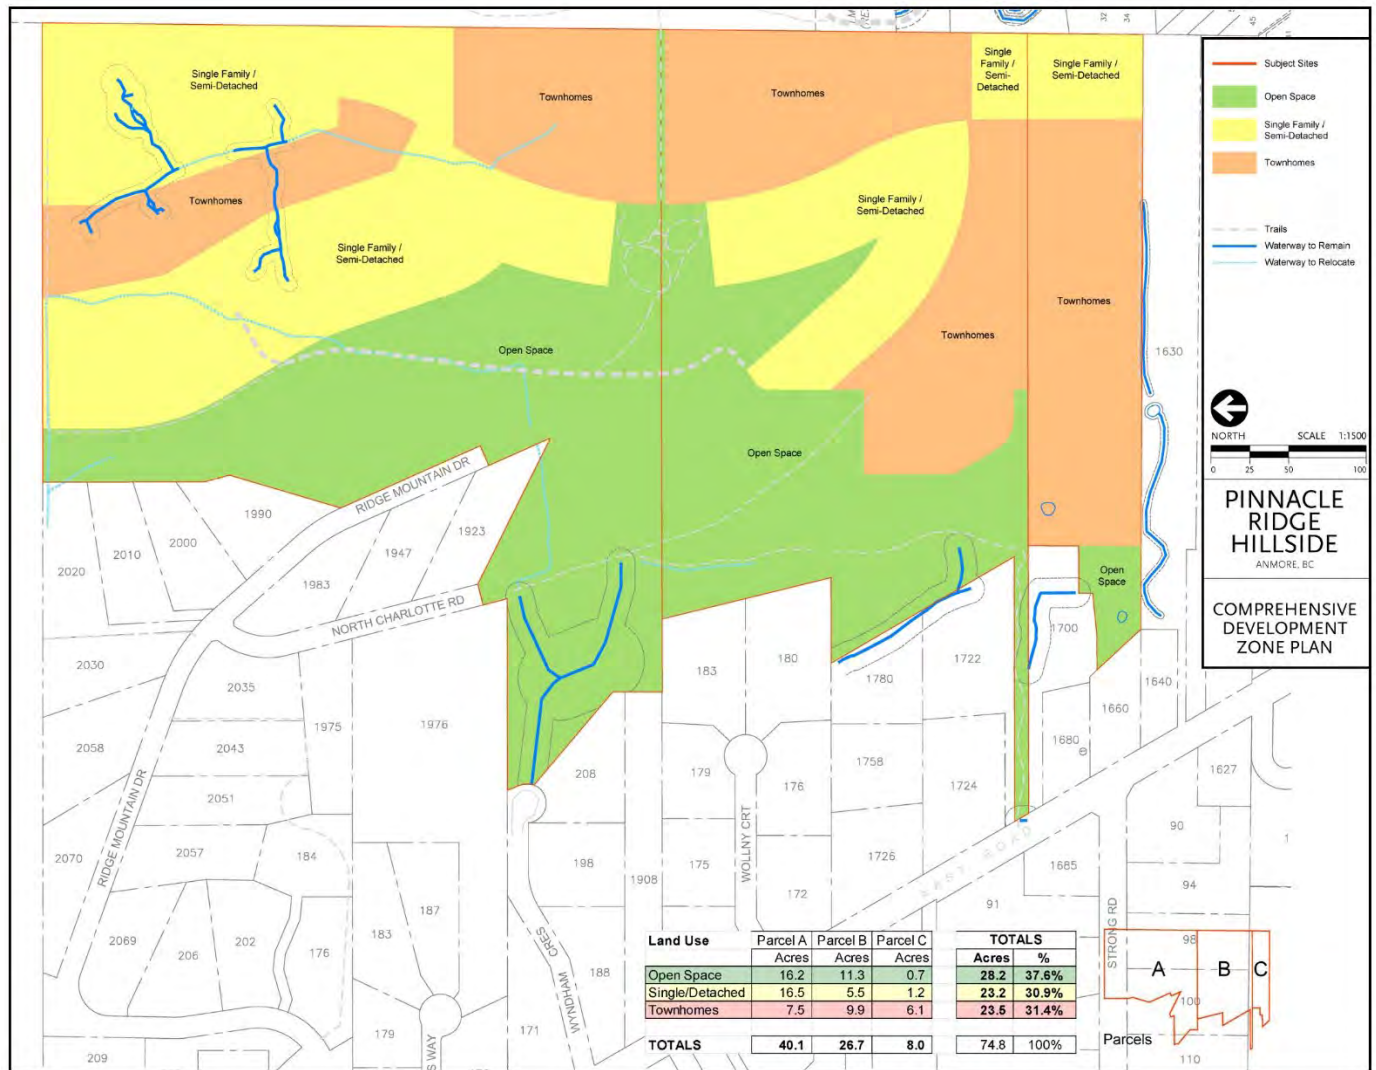 32
34
45
Single Family /
Semi-Detached
Townhomes
Townhomes
Single
Family /
Semi-
Detached
Single Family /
Semi-Detached
Townhomes
Single Family /
Semi-Detached
Single Family /
Semi-Detached
Townhomes
Townhomes
Open Space
Open Space
Open
Space
1630
Subject Sites
Open Space
Single Family /
Semi-Detached
Townhomes
Trails
Waterway to Remain
Waterway to Relocate
NORTH
SCALE 1:1500
0 25 50 100
PINNACLE
RIDGE
HILLSIDE
ANMORE, BC
COMPREHENSIVE
DEVELOPMENT
ZONE PLAN
RIDGE MOUNTAIN DR
NORTH CHARLOTTE RD
RIDGE MOUNTAIN DR
WYNDHAM CRES
WOLLNY CRT
EAST ROAD
STRONG RD
S WAY
2020
2010
2000
1990
1983
1947
1923
2030
2035
1975
1976
2058
2043
2051
2070
2057
184
2069
206
202
176
183
187
179
209
171
208
198
188
1908
183
180
179
176
175
172
1780
1722
1758
1724
1726
1700
1680
1660
1640
1627
1685
91
90
94
98
100
110
1
Land Use Parcel A Parcel B Parcel C TOTALS
Acres Acres Acres Acres %
Open Space 16.2 11.3 0.7 28.2 37.6%
Single/Detached 16.5 5.5 1.2 23.2 30.9%
Townhomes 7.5 9.9 6.1 23.5 31.4%
TOTALS 40.1 26.7 8.0 74.8 100%
A B C
Parcels